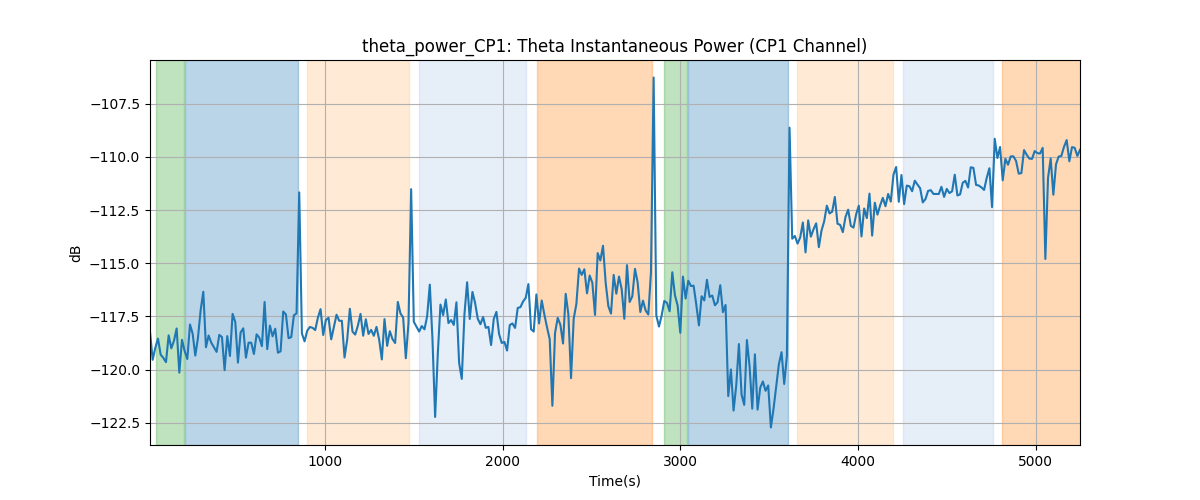 theta_power_CP1: Theta Instantaneous Power (CP1 Channel)
dB
−107.5
−110.0
−112.5
−115.0
−117.5
−120.0
−122.5
1000 2000 3000 4000 5000
Time(s)